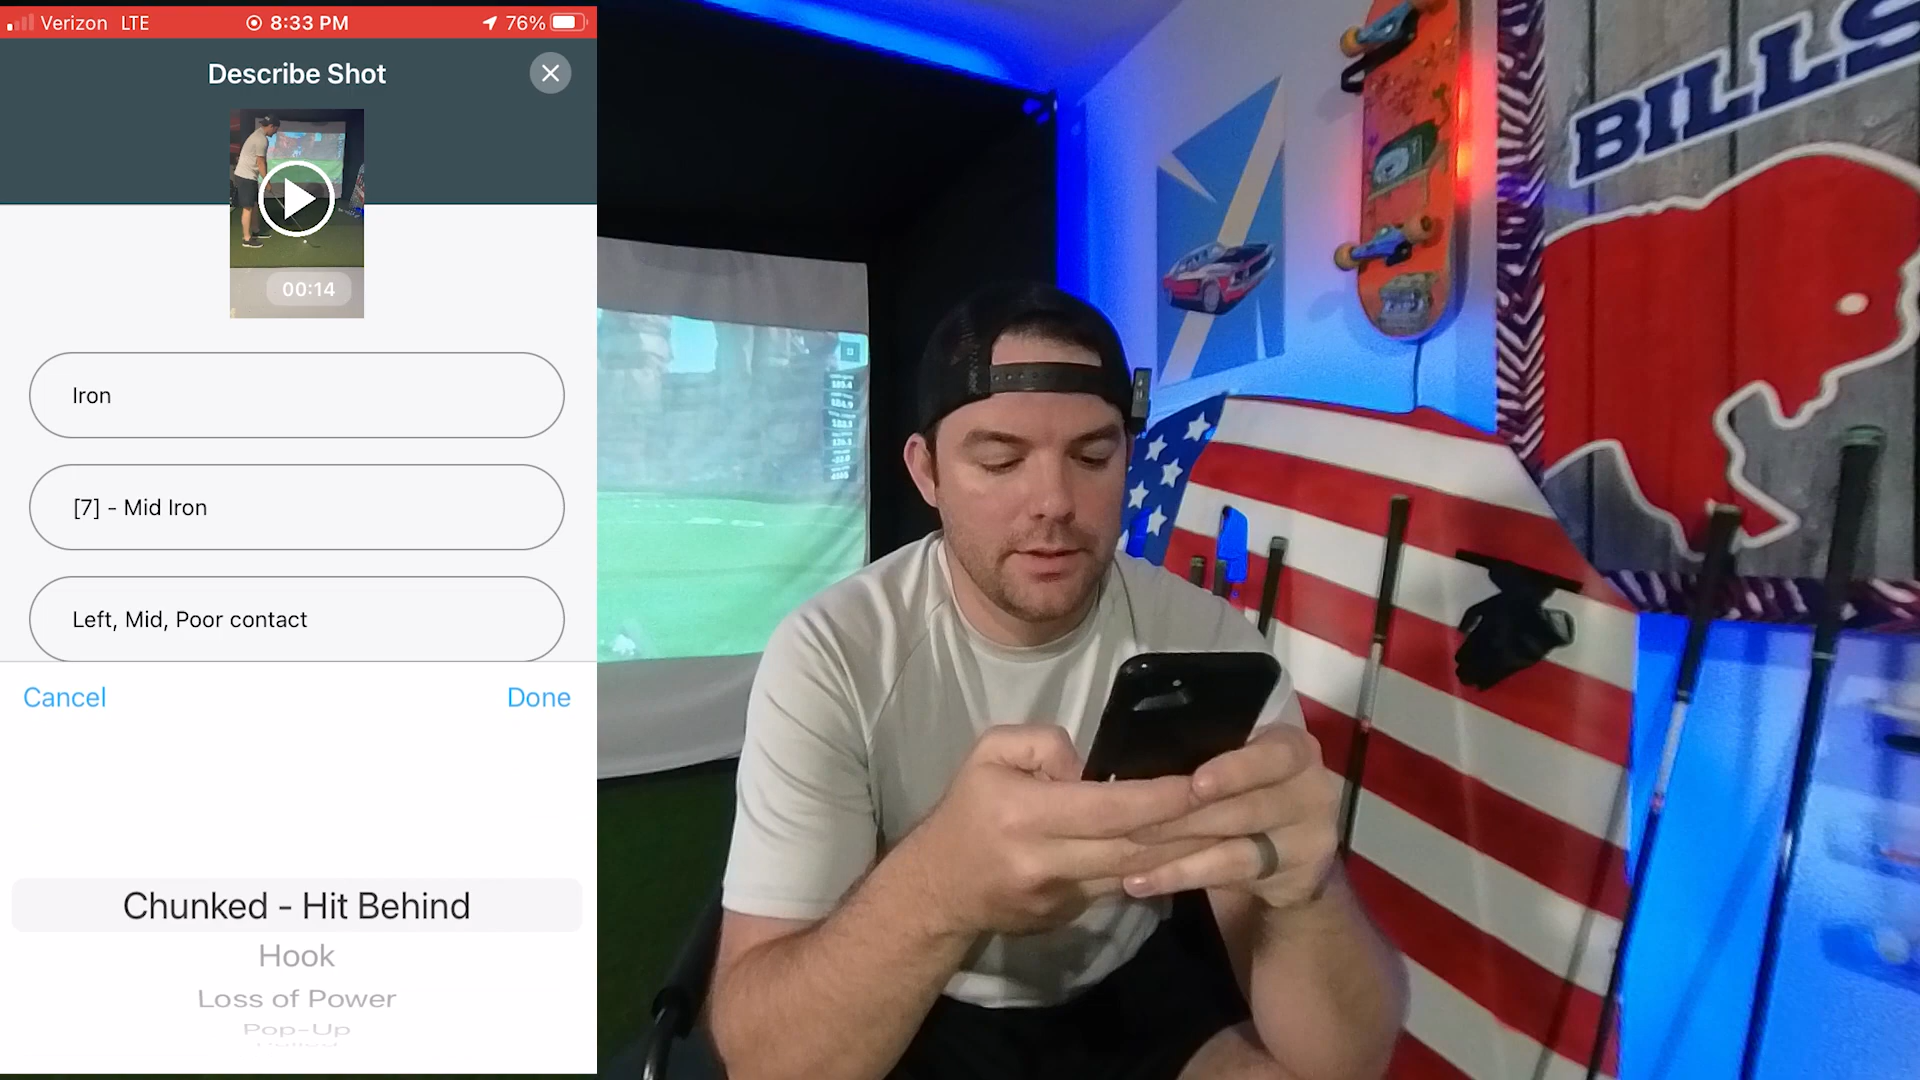 Verizon LTE 8:33 PM 76%
Describe Shot
00:14
Iron
[7] - Mid Iron
Left, Mid, Poor contact
Cancel Done
Chunked - Hit Behind
Hook
Loss of Power
Pop-Up
BILLS